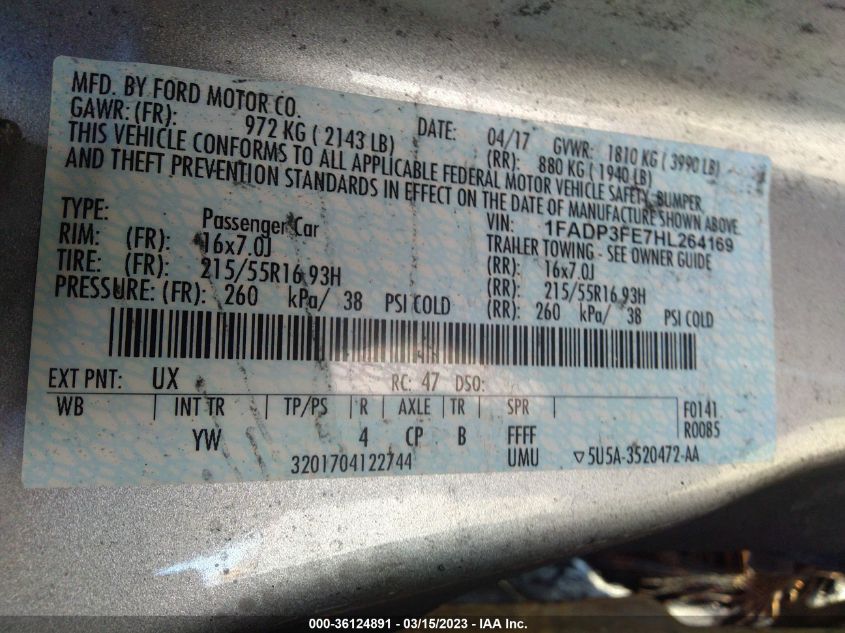 MFD. BY FORD MOTOR CO.
DATE: 04/17 GVWR: 1810 KG ( 3990 LB)
GAWR: (FR): 972 KG ( 2143 LB) (RR): 880 KG ( 1940 LB)
THIS VEHICLE CONFORMS TO ALL APPLICABLE FEDERAL MOTOR VEHICLE SAFETY, BUMPER,
AND THEFT PREVENTION STANDARDS IN EFFECT ON THE DATE OF MANUFACTURE SHOWN ABOVE.
VIN: 1FADP3FE7HL264169
TYPE: Passenger Car TRAILER TOWING - SEE OWNER GUIDE
RIM: (FR): 16x7.0J (RR): 16x7.0J
TIRE: (FR): 215/55R16 93H (RR): 215/55R16 93H
PRESSURE: (FR): 260 kPa/ 38 PSI COLD (RR): 260 kPa/ 38 PSI COLD
EXT PNT: UX RC: 47 DSO:
WB INT TR TP/PS R AXLE TR SPR F0141
R0085
YW 4 CP B FFFF
3201704122744 UMU ▽5U5A-3520472-AA
000-36124891 - 03/15/2023 - IAA Inc.